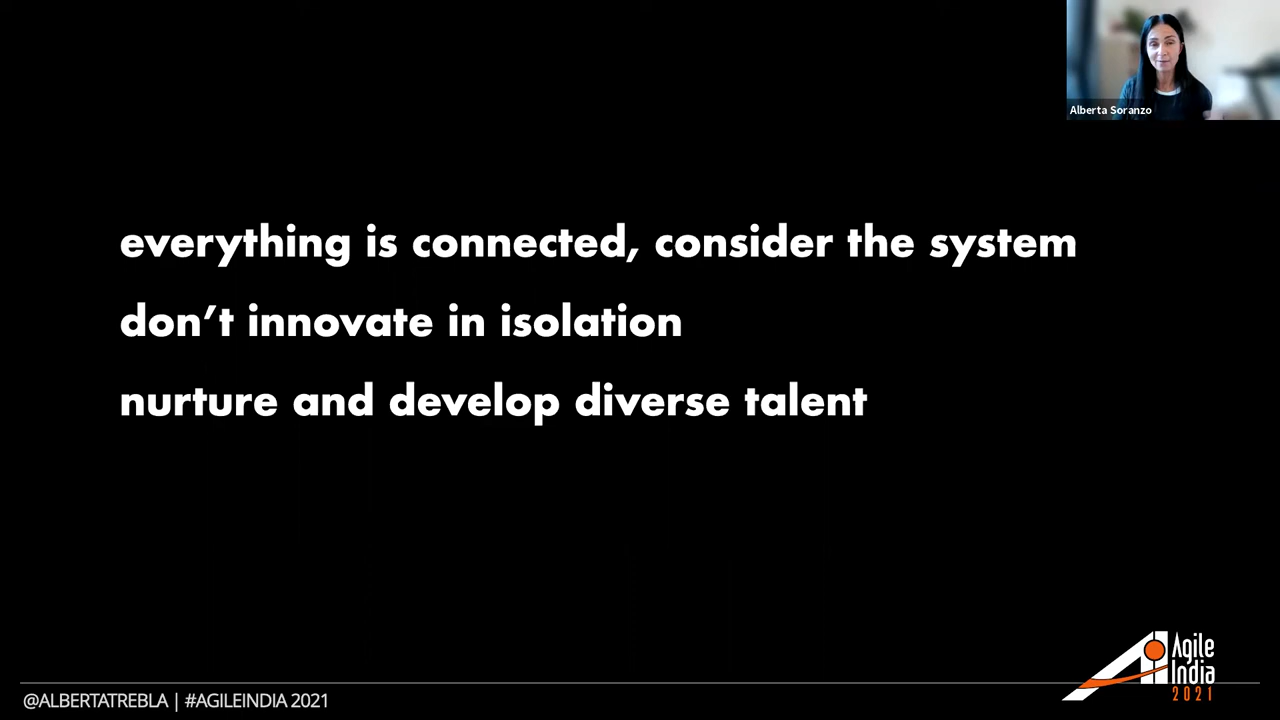 Alberta Soranzo
everything is connected, consider the system
don’t innovate in isolation
nurture and develop diverse talent
@ALBERTATREBLA | #AGILEINDIA 2021
Agile
India
2021